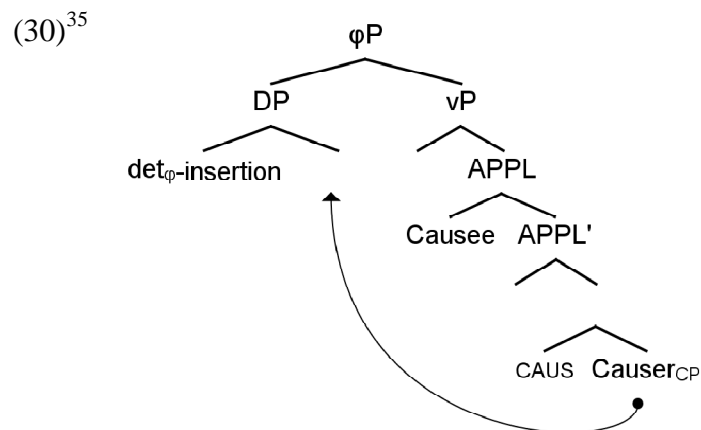 (30)35
φP
DP vP
detφ-insertion APPL
Causee APPL'
CAUS CauserCP